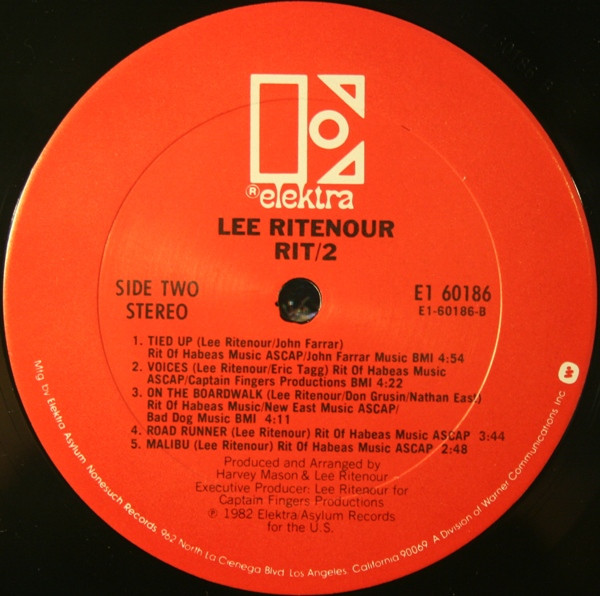 ® elektra
LEE RITENOUR
RIT/2
SIDE TWO
STEREO
E1 60186
E1-60186-B
1. TIED UP (Lee Ritenour/John Farrar)
Rit Of Habeas Music ASCAP/John Farrar Music BMI 4:54
2. VOICES (Lee Ritenour/Eric Tagg) Rit Of Habeas Music
ASCAP/Captain Fingers Productions BMI 4:22
3. ON THE BOARDWALK (Lee Ritenour/Don Grusin/Nathan East)
Rit Of Habeas Music/New East Music ASCAP/
Bad Dog Music BMI 4:11
4. ROAD RUNNER (Lee Ritenour) Rit Of Habeas Music ASCAP 3:44
5. MALIBU (Lee Ritenour) Rit Of Habeas Music ASCAP 2:48
Produced and Arranged by
Harvey Mason & Lee Ritenour
Executive Producer: Lee Ritenour for
Captain Fingers Productions
℗ 1982 Elektra/Asylum Records
for the U.S.
Mfg. by Elektra Asylum Nonesuch Records, 962 North La Cienega Blvd. Los Angeles, California 90069 A Division of Warner Communications Inc.